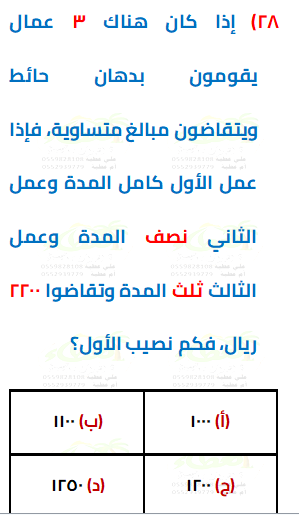 ٢٨) إذا كان هناك ٣ عمال
يقومون بدهان حائط
ويتقاضون مبالغ متساوية، فإذا
عمل الأول كامل المدة وعمل
الثاني نصف المدة وعمل
الثالث ثلث المدة وتقاضوا ٢٢٠٠
ريال، فكم نصيب الأول؟
(أ) ١٠٠٠ (ب) ١١٠٠
(ج) ١٢٠٠ (د) ١٢٥٠